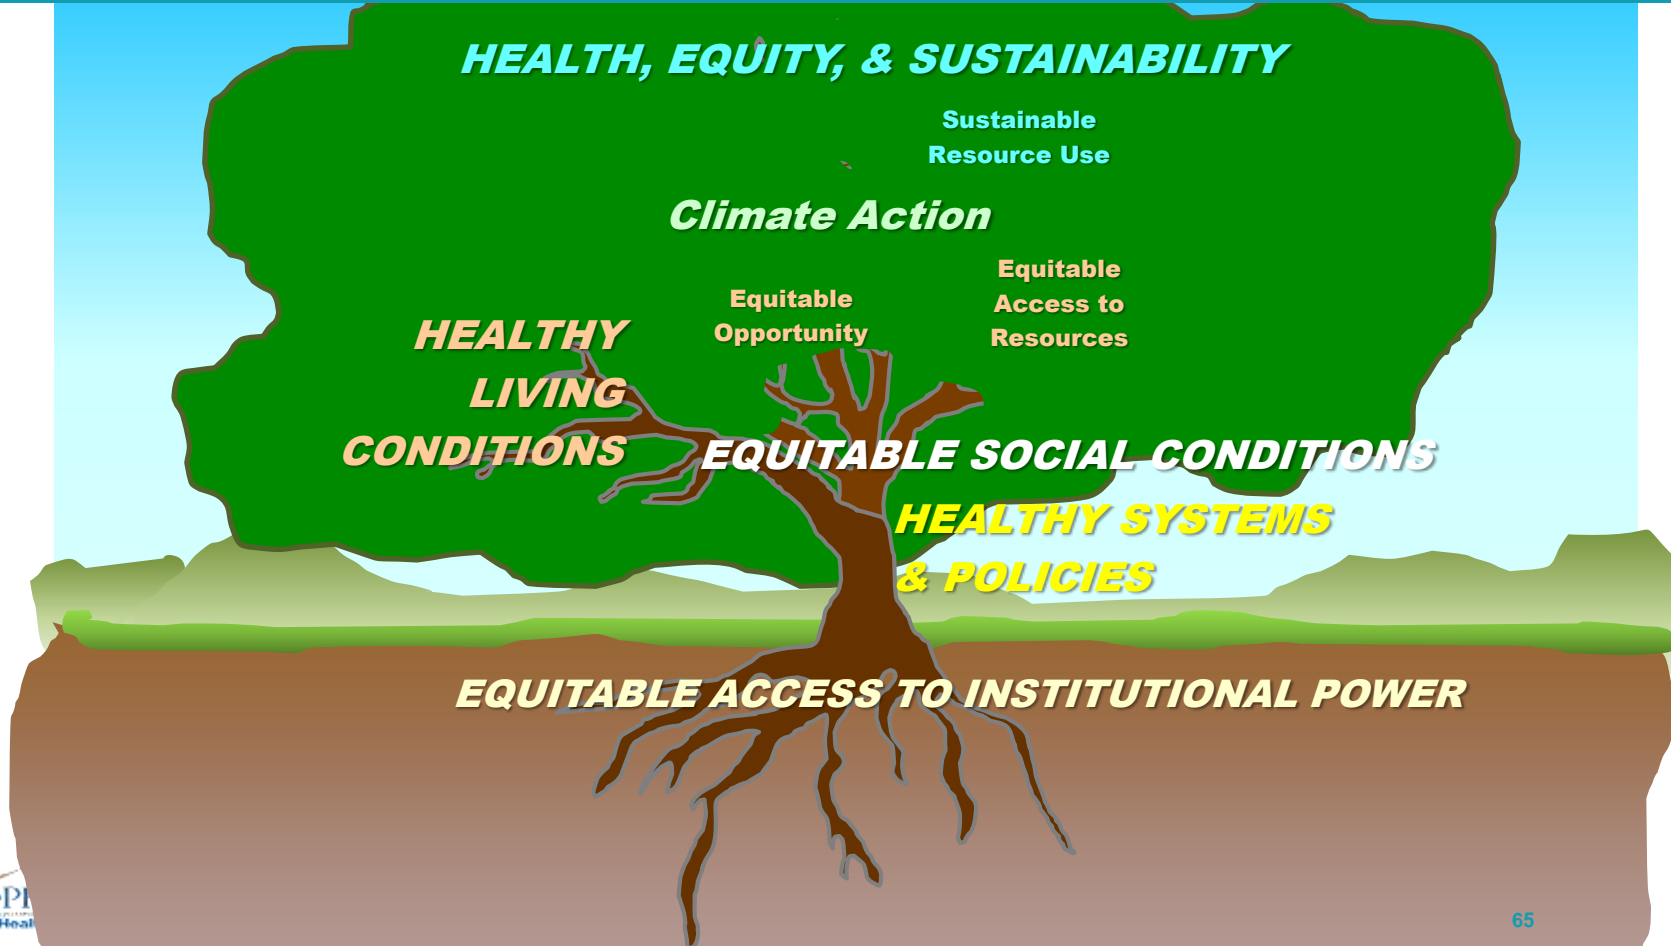 HEALTH, EQUITY, & SUSTAINABILITY
Sustainable
Resource Use
Climate Action
Equitable
Access to
Resources
Equitable
Opportunity
HEALTHY
LIVING
CONDITIONS
EQUITABLE SOCIAL CONDITIONS
HEALTHY SYSTEMS
& POLICIES
EQUITABLE ACCESS TO INSTITUTIONAL POWER
65